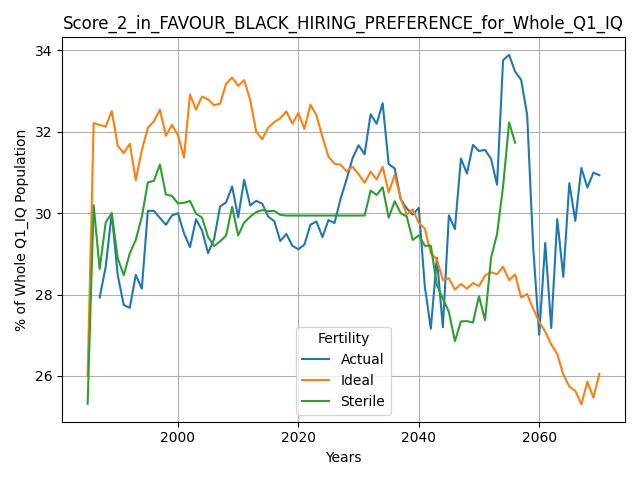 Score_2_in_FAVOUR_BLACK_HIRING_PREFERENCE_for_Whole_Q1_IQ
% of Whole Q1_IQ Population
34
32
30
28
26
Fertility
Actual
Ideal
Sterile
2000
2020
2040
2060
Years